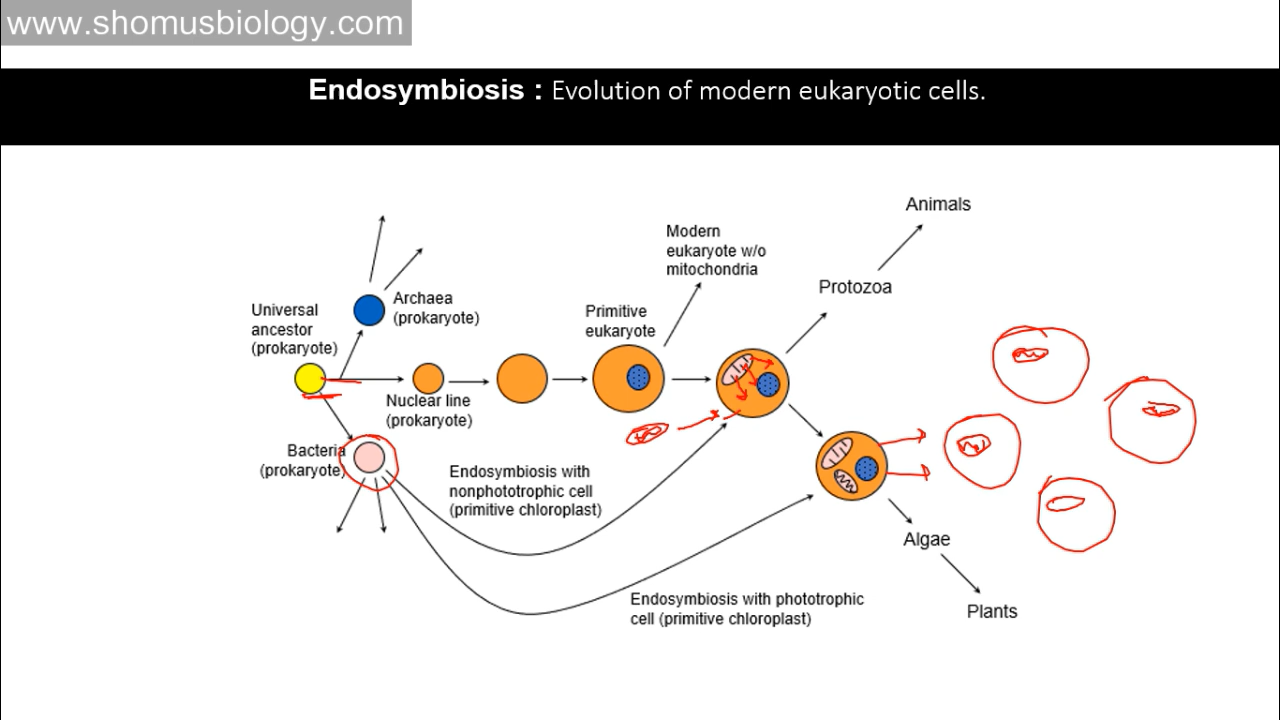 www.shomusbiology.com
Endosymbiosis : Evolution of modern eukaryotic cells.
Animals
Modern
eukaryote w/o
mitochondria
Protozoa
Archaea
(prokaryote)
Universal
ancestor
(prokaryote)
Primitive
eukaryote
Nuclear line
(prokaryote)
Bacteria
(prokaryote)
Endosymbiosis with
nonphototrophic cell
(primitive chloroplast)
Algae
Endosymbiosis with phototrophic
cell (primitive chloroplast)
Plants